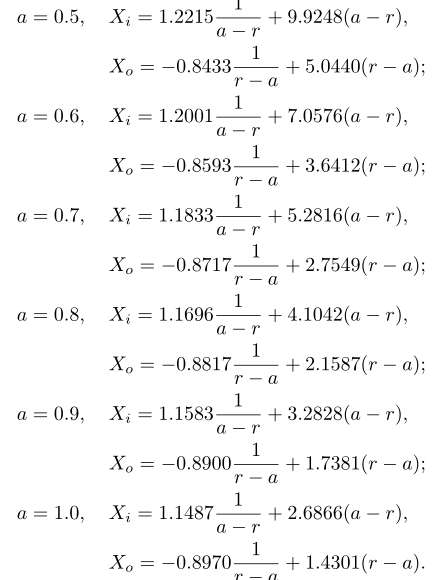 a = 0.5, X_i = 1.2215 \frac{1}{a − r} + 9.9248(a − r),
X_o = −0.8433 \frac{1}{r − a} + 5.0440(r − a);
a = 0.6, X_i = 1.2001 \frac{1}{a − r} + 7.0576(a − r),
X_o = −0.8593 \frac{1}{r − a} + 3.6412(r − a);
a = 0.7, X_i = 1.1833 \frac{1}{a − r} + 5.2816(a − r),
X_o = −0.8717 \frac{1}{r − a} + 2.7549(r − a);
a = 0.8, X_i = 1.1696 \frac{1}{a − r} + 4.1042(a − r),
X_o = −0.8817 \frac{1}{r − a} + 2.1587(r − a);
a = 0.9, X_i = 1.1583 \frac{1}{a − r} + 3.2828(a − r),
X_o = −0.8900 \frac{1}{r − a} + 1.7381(r − a);
a = 1.0, X_i = 1.1487 \frac{1}{a − r} + 2.6866(a − r),
X_o = −0.8970 \frac{1}{r − a} + 1.4301(r − a).